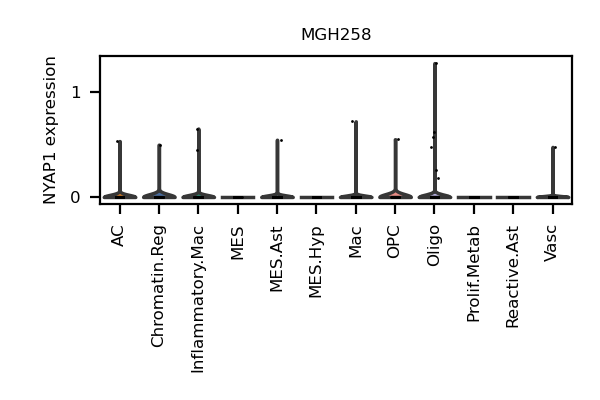 MGH258
NYAP1 expression
1
0
AC
Chromatin.Reg
Inflammatory.Mac
MES
MES.Ast
MES.Hyp
Mac
OPC
Oligo
Prolif.Metab
Reactive.Ast
Vasc